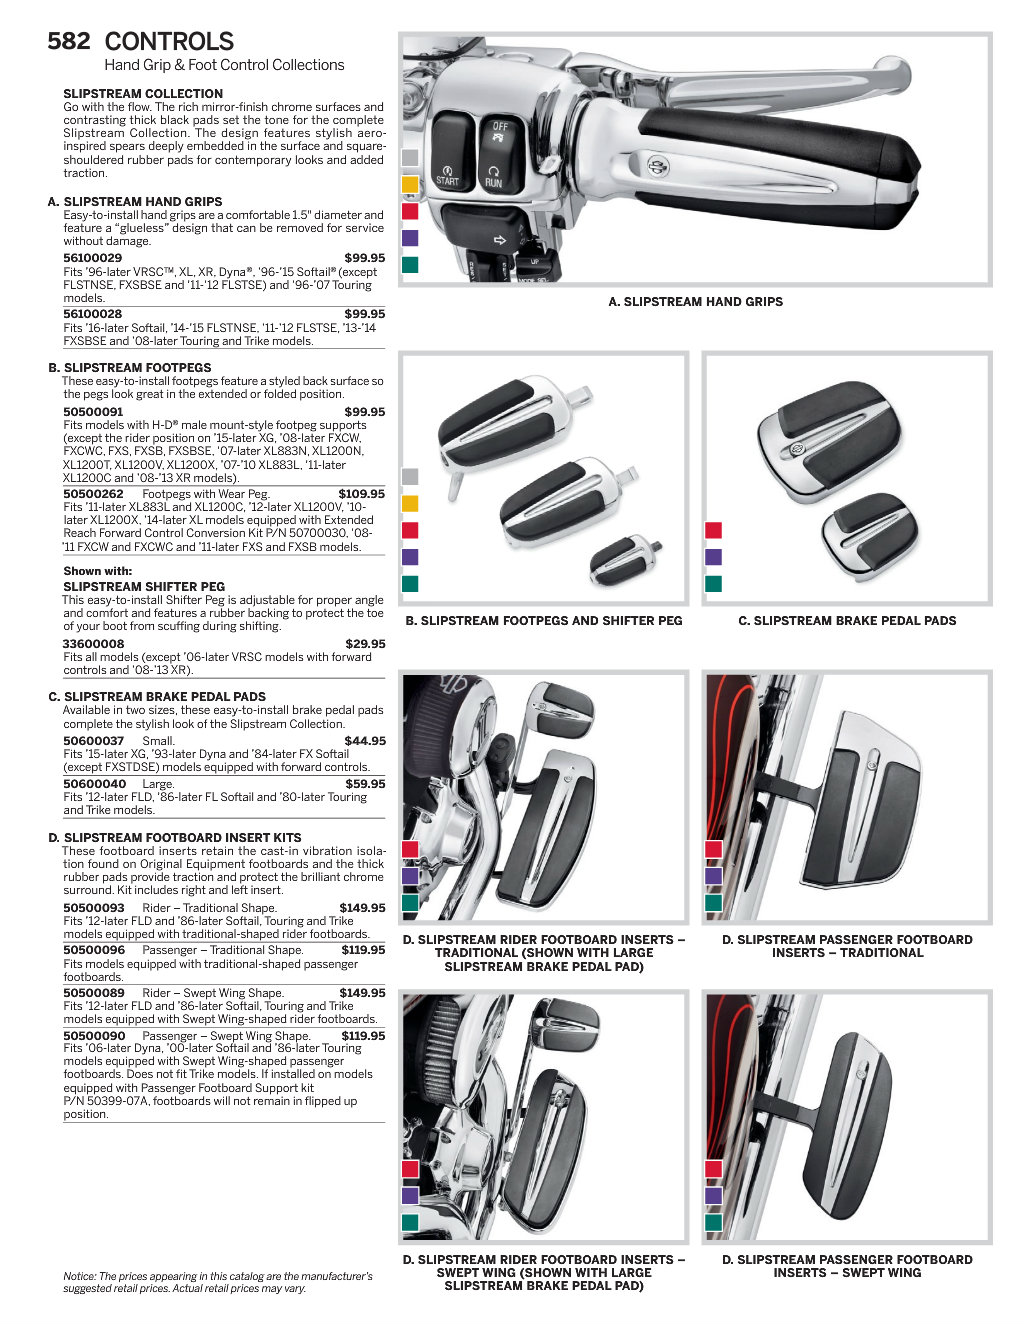 582 CONTROLS
Hand Grip & Foot Control Collections
SLIPSTREAM COLLECTION
Go with the flow. The rich mirror-finish chrome surfaces and
contrasting thick black pads set the tone for the complete
Slipstream Collection. The design features stylish aero-
inspired spears deeply embedded in the surface and square-
shouldered rubber pads for contemporary looks and added
traction.
A. SLIPSTREAM HAND GRIPS
Easy-to-install hand grips are a comfortable 1.5" diameter and
feature a “glueless” design that can be removed for service
without damage.
56100029 $99.95
Fits ’96-later VRSC™, XL, XR, Dyna®, ’96-’15 Softail® (except
FLSTNSE, FXSBSE and ’11-’12 FLSTSE) and ’96-’07 Touring
models.
56100028 $99.95
Fits ’16-later Softail, ’14-’15 FLSTNSE, ’11-’12 FLSTSE, ’13-’14
FXSBSE and ’08-later Touring and Trike models.
B. SLIPSTREAM FOOTPEGS
These easy-to-install footpegs feature a styled back surface so
the pegs look great in the extended or folded position.
50500091 $99.95
Fits models with H-D® male mount-style footpeg supports
(except the rider position on ’15-later XG, ’08-later FXCW,
FXCWC, FXS, FXSB, FXSBSE, ’07-later XL883N, XL1200N,
XL1200T, XL1200V, XL1200X, ’07-’10 XL883L, ’11-later
XL1200C and ’08-’13 XR models).
50500262 Footpegs with Wear Peg. $109.95
Fits ’11-later XL883L and XL1200C, ’12-later XL1200V, ’10-
later XL1200X, ’14-later XL models equipped with Extended
Reach Forward Control Conversion Kit P/N 50700030, ’08-
’11 FXCW and FXCWC and ’11-later FXS and FXSB models.
Shown with:
SLIPSTREAM SHIFTER PEG
This easy-to-install Shifter Peg is adjustable for proper angle
and comfort and features a rubber backing to protect the toe
of your boot from scuffing during shifting.
33600008 $29.95
Fits all models (except ’06-later VRSC models with forward
controls and ’08-’13 XR).
C. SLIPSTREAM BRAKE PEDAL PADS
Available in two sizes, these easy-to-install brake pedal pads
complete the stylish look of the Slipstream Collection.
50600037 Small. $44.95
Fits ’15-later XG, ’93-later Dyna and ’84-later FX Softail
(except FXSTDSE) models equipped with forward controls.
50600040 Large. $59.95
Fits ’12-later FLD, ’86-later FL Softail and ’80-later Touring
and Trike models.
D. SLIPSTREAM FOOTBOARD INSERT KITS
These footboard inserts retain the cast-in vibration isola-
tion found on Original Equipment footboards and the thick
rubber pads provide traction and protect the brilliant chrome
surround. Kit includes right and left insert.
50500093 Rider – Traditional Shape. $149.95
Fits ’12-later FLD and ’86-later Softail, Touring and Trike
models equipped with traditional-shaped rider footboards.
50500096 Passenger – Traditional Shape. $119.95
Fits models equipped with traditional-shaped passenger
footboards.
50500089 Rider – Swept Wing Shape. $149.95
Fits ’12-later FLD and ’86-later Softail, Touring and Trike
models equipped with Swept Wing-shaped rider footboards.
50500090 Passenger – Swept Wing Shape. $119.95
Fits ’06-later Dyna, ’00-later Softail and ’86-later Touring
models equipped with Swept Wing-shaped passenger
footboards. Does not fit Trike models. If installed on models
equipped with Passenger Footboard Support kit
P/N 50399-07A, footboards will not remain in flipped up
position.
Notice: The prices appearing in this catalog are the manufacturer’s
suggested retail prices. Actual retail prices may vary.
OFF
START
RUN
UP
A. SLIPSTREAM HAND GRIPS
B. SLIPSTREAM FOOTPEGS AND SHIFTER PEG
C. SLIPSTREAM BRAKE PEDAL PADS
D. SLIPSTREAM RIDER FOOTBOARD INSERTS –
TRADITIONAL (SHOWN WITH LARGE
SLIPSTREAM BRAKE PEDAL PAD)
D. SLIPSTREAM PASSENGER FOOTBOARD
INSERTS – TRADITIONAL
D. SLIPSTREAM RIDER FOOTBOARD INSERTS –
SWEPT WING (SHOWN WITH LARGE
SLIPSTREAM BRAKE PEDAL PAD)
D. SLIPSTREAM PASSENGER FOOTBOARD
INSERTS – SWEPT WING